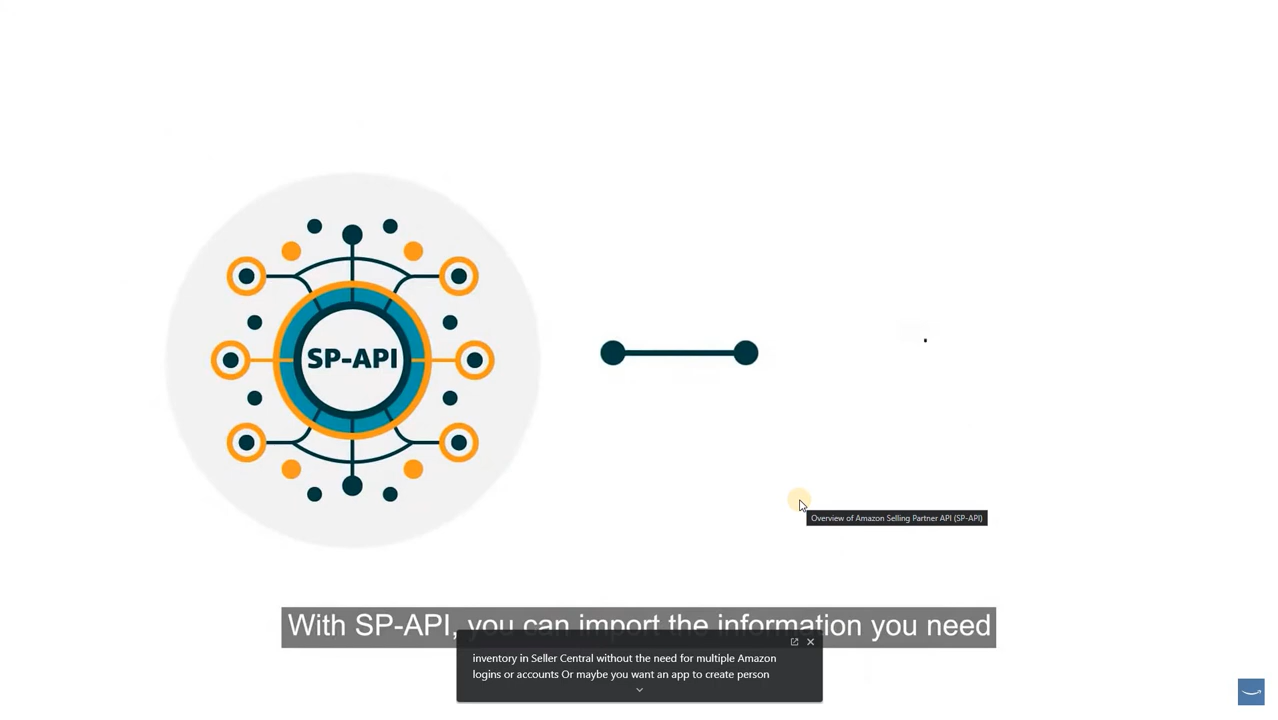 SP-API
Overview of Amazon Selling Partner API (SP-API)
With SP-API, you can import the information you need
inventory in Seller Central without the need for multiple Amazon
logins or accounts Or maybe you want an app to create person